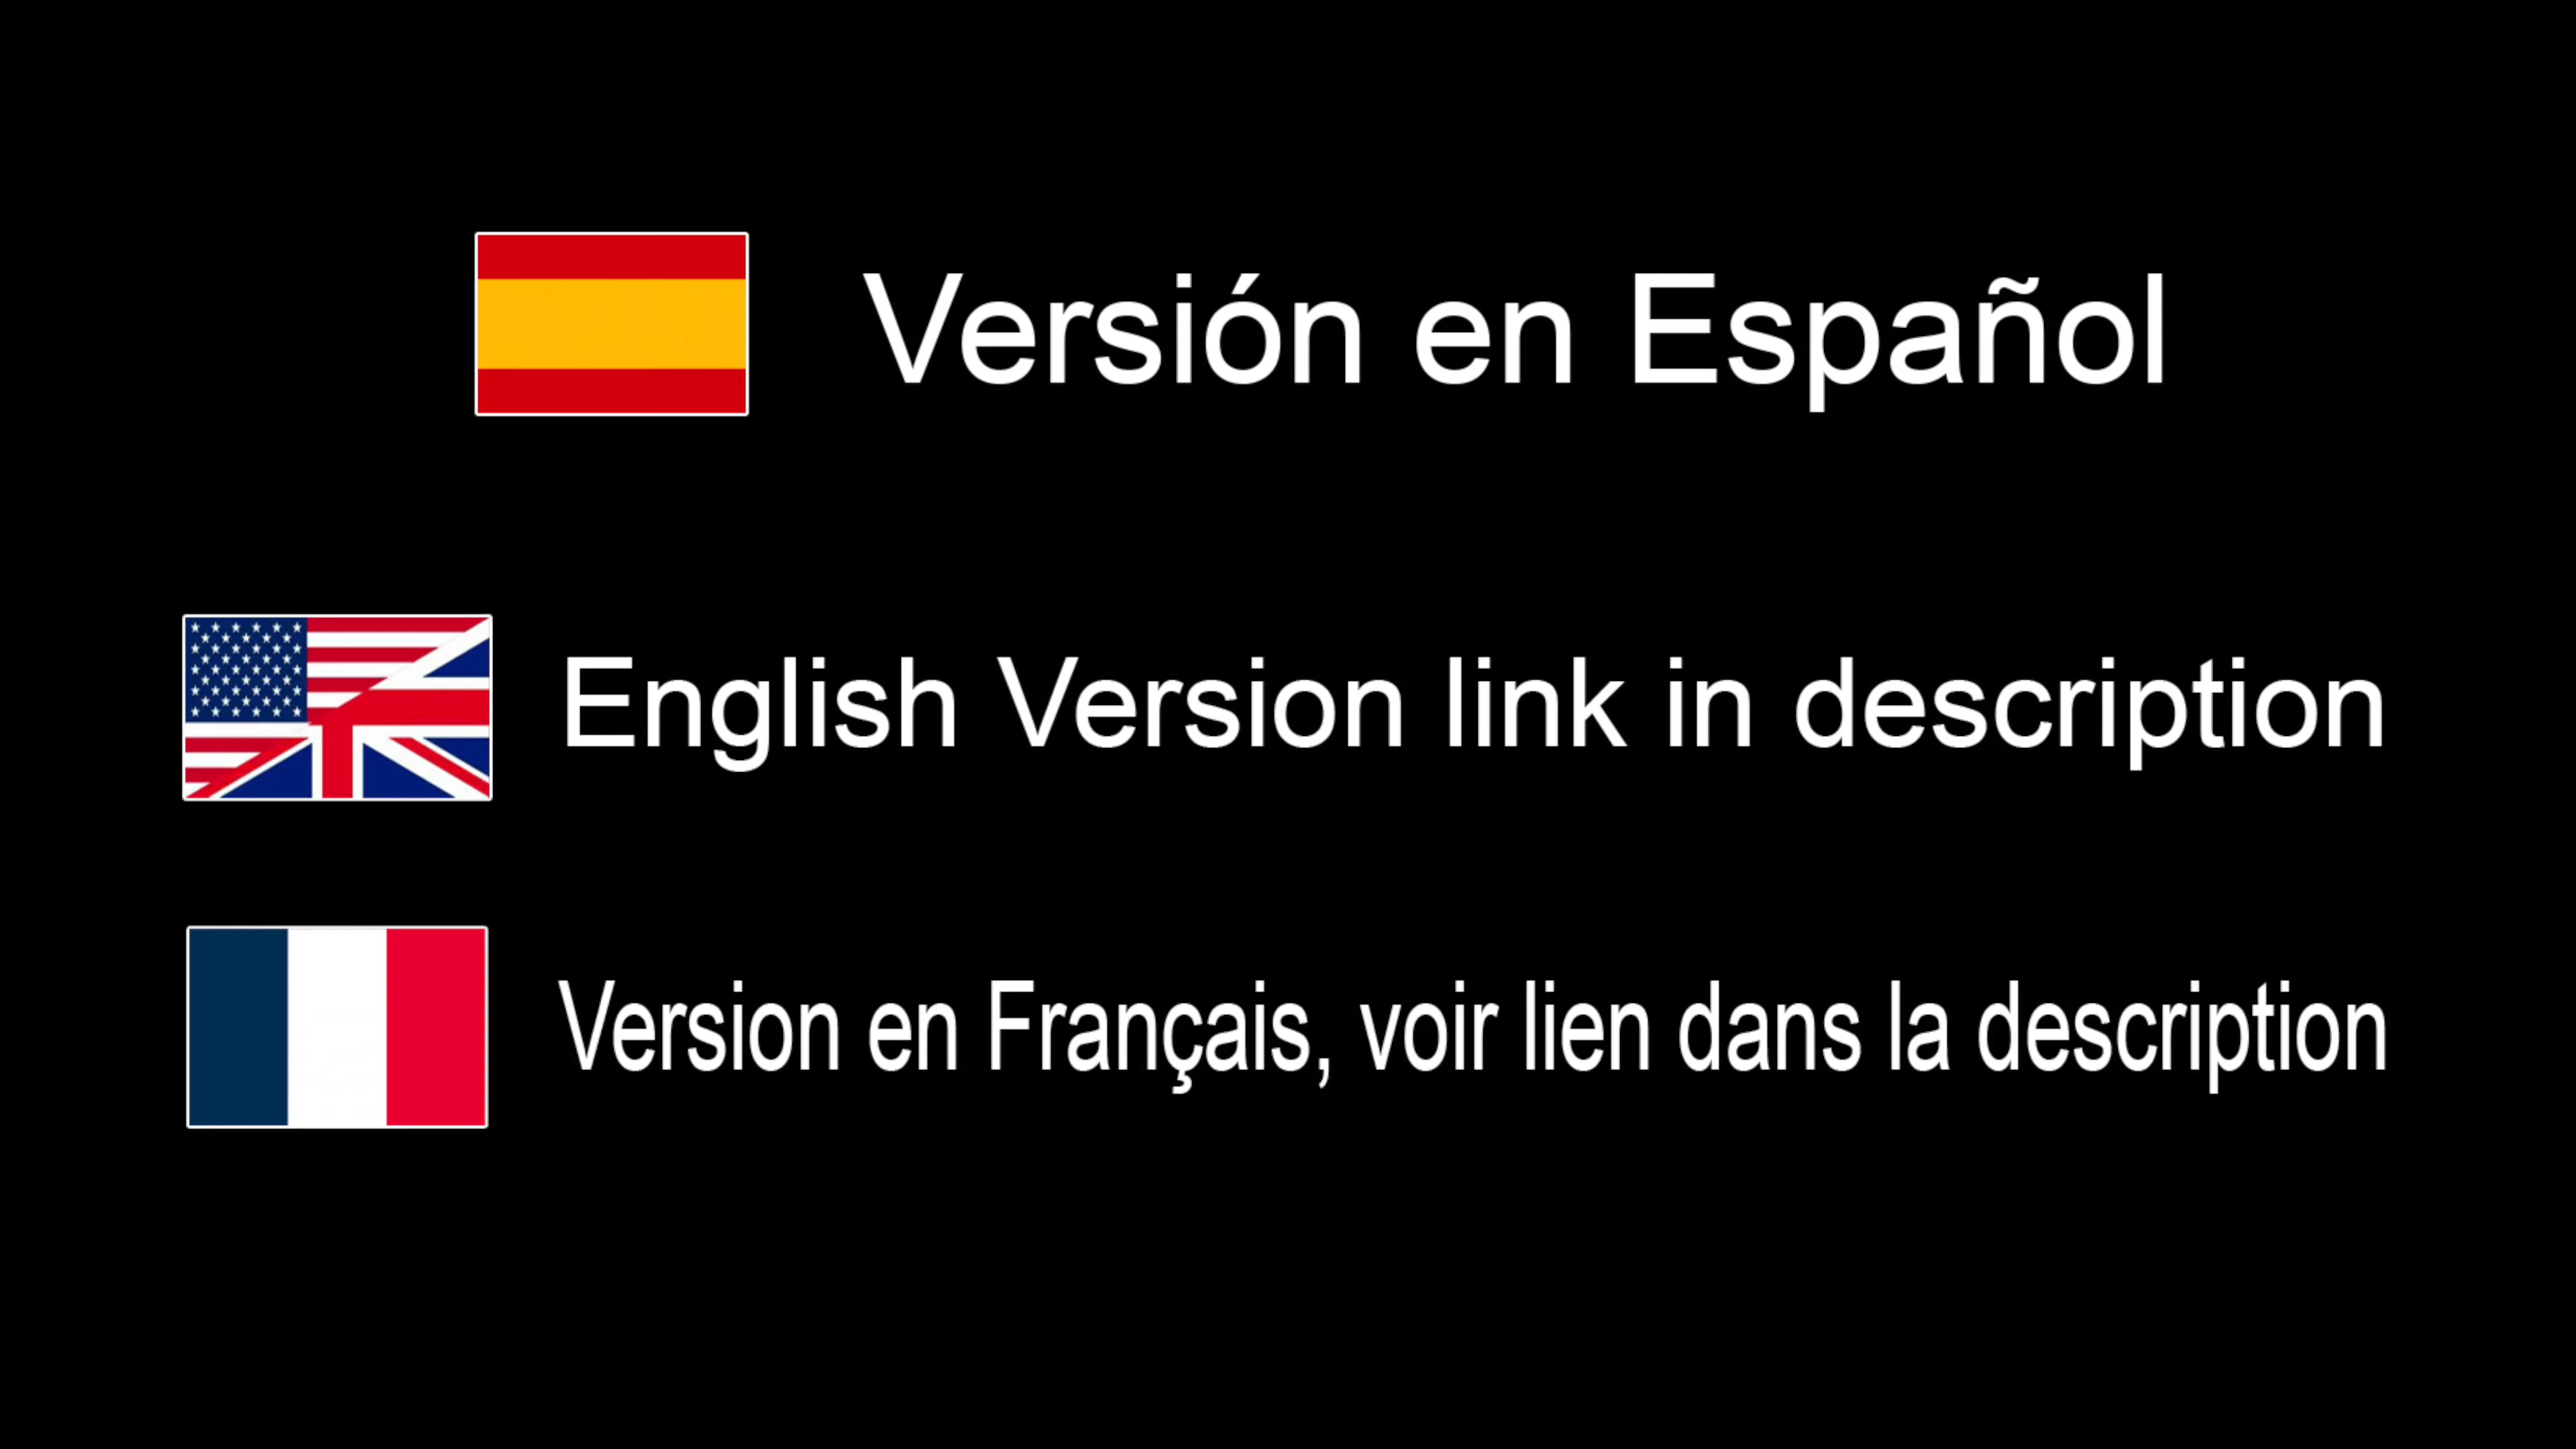 Versión en Español
English Version link in description
Version en Français, voir lien dans la description